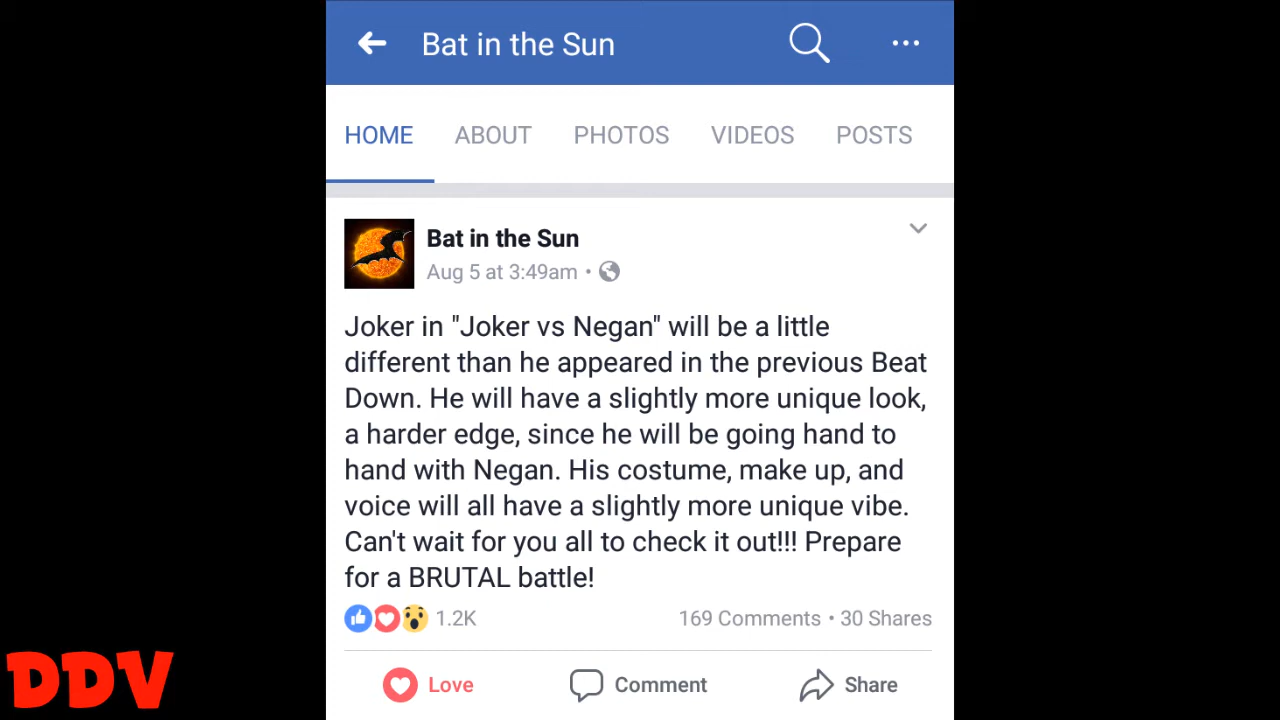 Bat in the Sun
HOME ABOUT PHOTOS VIDEOS POSTS
Bat in the Sun
Aug 5 at 3:49am •
Joker in "Joker vs Negan" will be a little
different than he appeared in the previous Beat
Down. He will have a slightly more unique look,
a harder edge, since he will be going hand to
hand with Negan. His costume, make up, and
voice will all have a slightly more unique vibe.
Can't wait for you all to check it out!!! Prepare
for a BRUTAL battle!
1.2K 169 Comments • 30 Shares
Love Comment Share
DDV